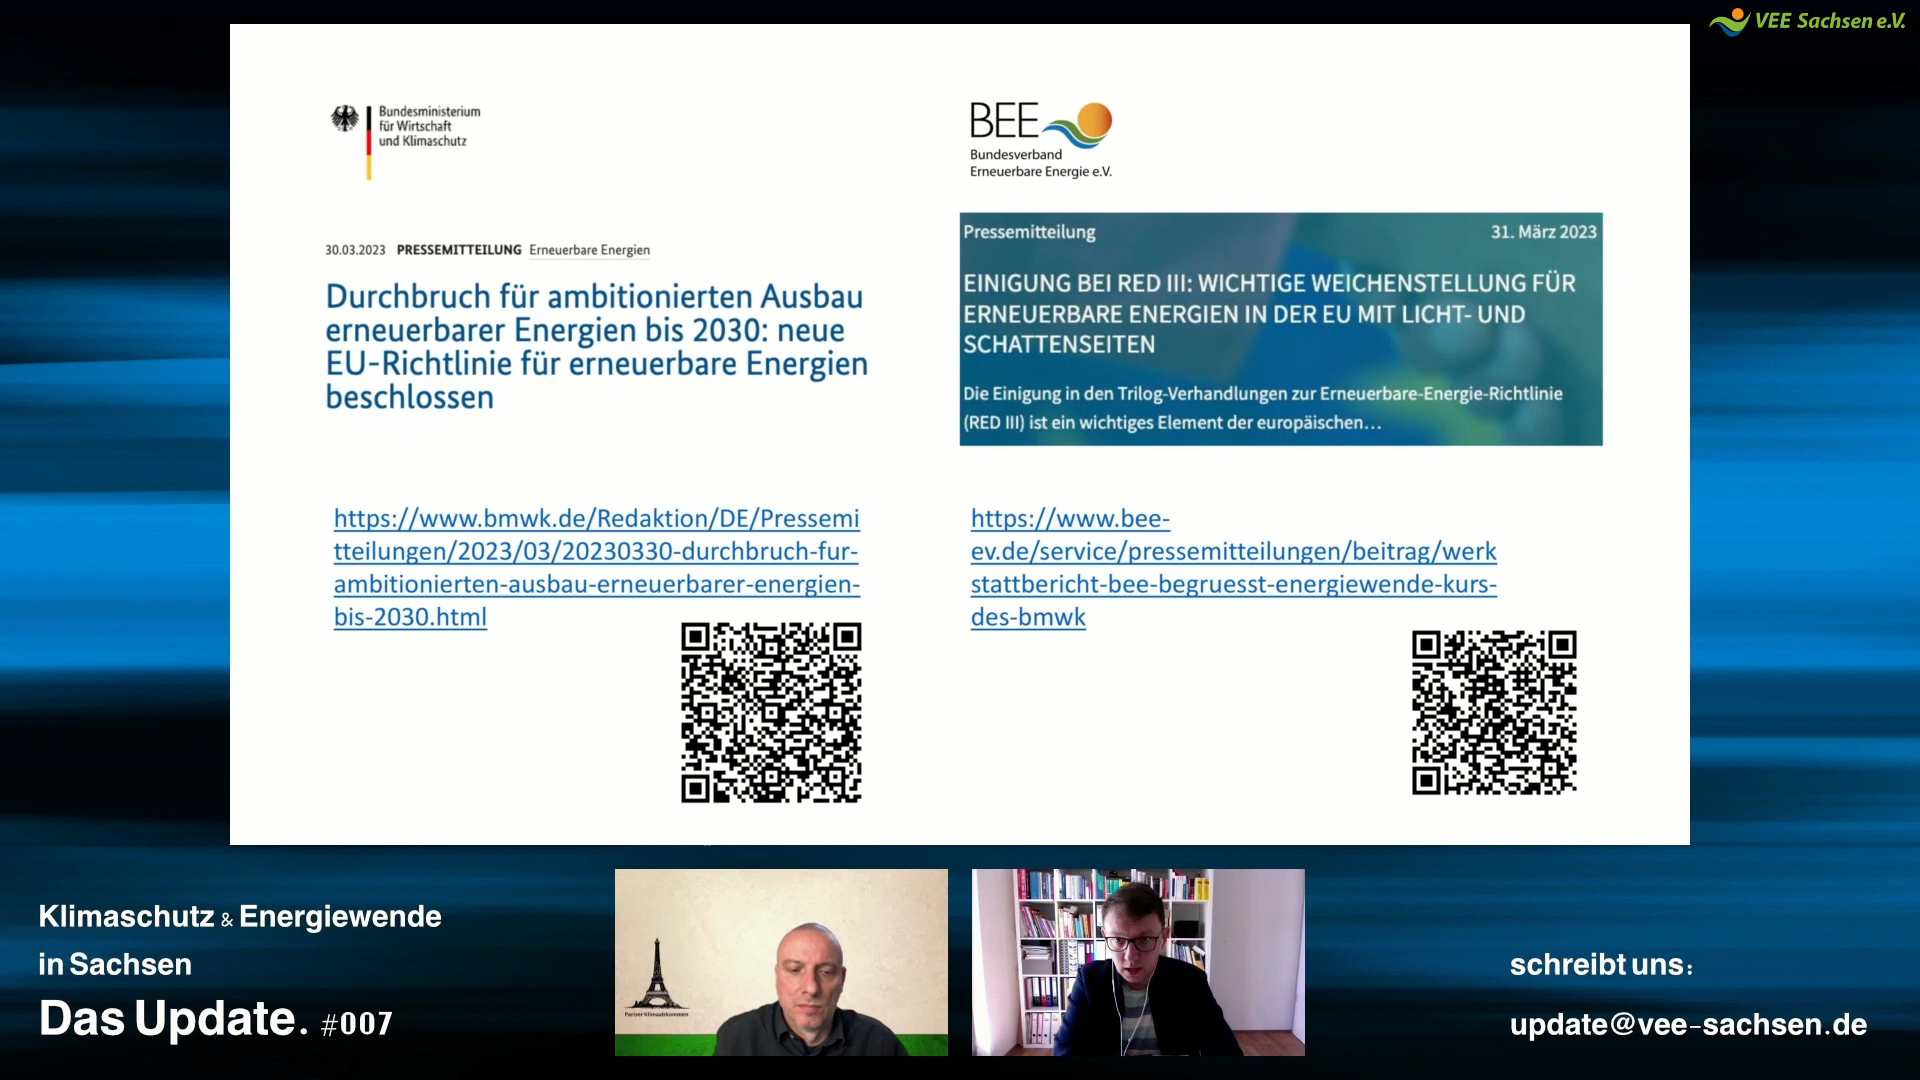 VEE Sachsen e.V.
Bundesministerium
für Wirtschaft
und Klimaschutz
30.03.2023 PRESSEMITTEILUNG Erneuerbare Energien
Durchbruch für ambitionierten Ausbau
erneuerbarer Energien bis 2030: neue
EU-Richtlinie für erneuerbare Energien
beschlossen
https://www.bmwk.de/Redaktion/DE/Pressemi
tteilungen/2023/03/20230330-durchbruch-fur-
ambitionierten-ausbau-erneuerbarer-energien-
bis-2030.html
BEE
Bundesverband
Erneuerbare Energie e.V.
Pressemitteilung 31. März 2023
EINIGUNG BEI RED III: WICHTIGE WEICHENSTELLUNG FÜR
ERNEUERBARE ENERGIEN IN DER EU MIT LICHT- UND
SCHATTENSEITEN
Die Einigung in den Trilog-Verhandlungen zur Erneuerbare-Energie-Richtlinie
(RED III) ist ein wichtiges Element der europäischen…
https://www.bee-
ev.de/service/pressemitteilungen/beitrag/werk
stattbericht-bee-begruesst-energiewende-kurs-
des-bmwk
Klimaschutz & Energiewende
in Sachsen
Das Update. #007
Pariser Klimaabkommen
schreibt uns:
update@vee-sachsen.de